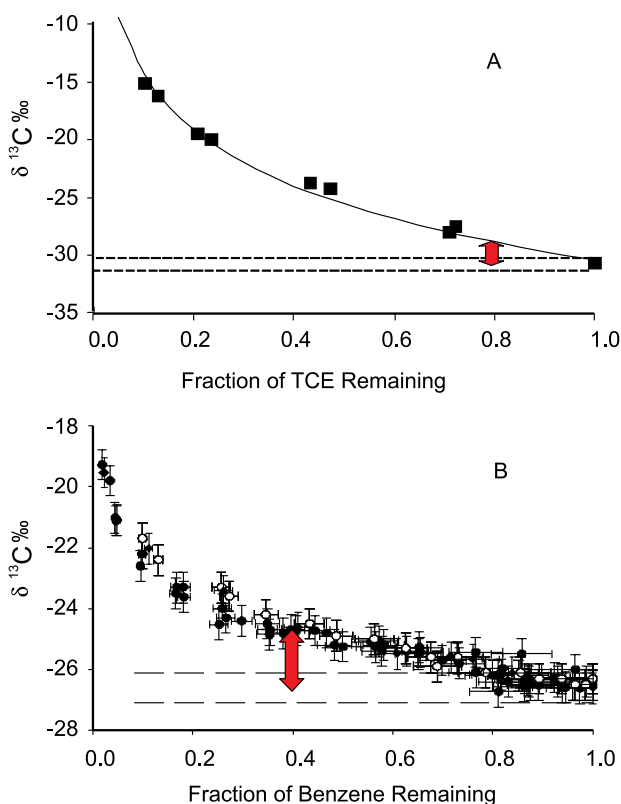 A
δ ¹³C ‰
-10
-15
-20
-25
-30
-35
0.0 0.2 0.4 0.6 0.8 1.0
Fraction of TCE Remaining
B
δ ¹³C ‰
-18
-20
-22
-24
-26
-28
0.0 0.2 0.4 0.6 0.8 1.0
Fraction of Benzene Remaining